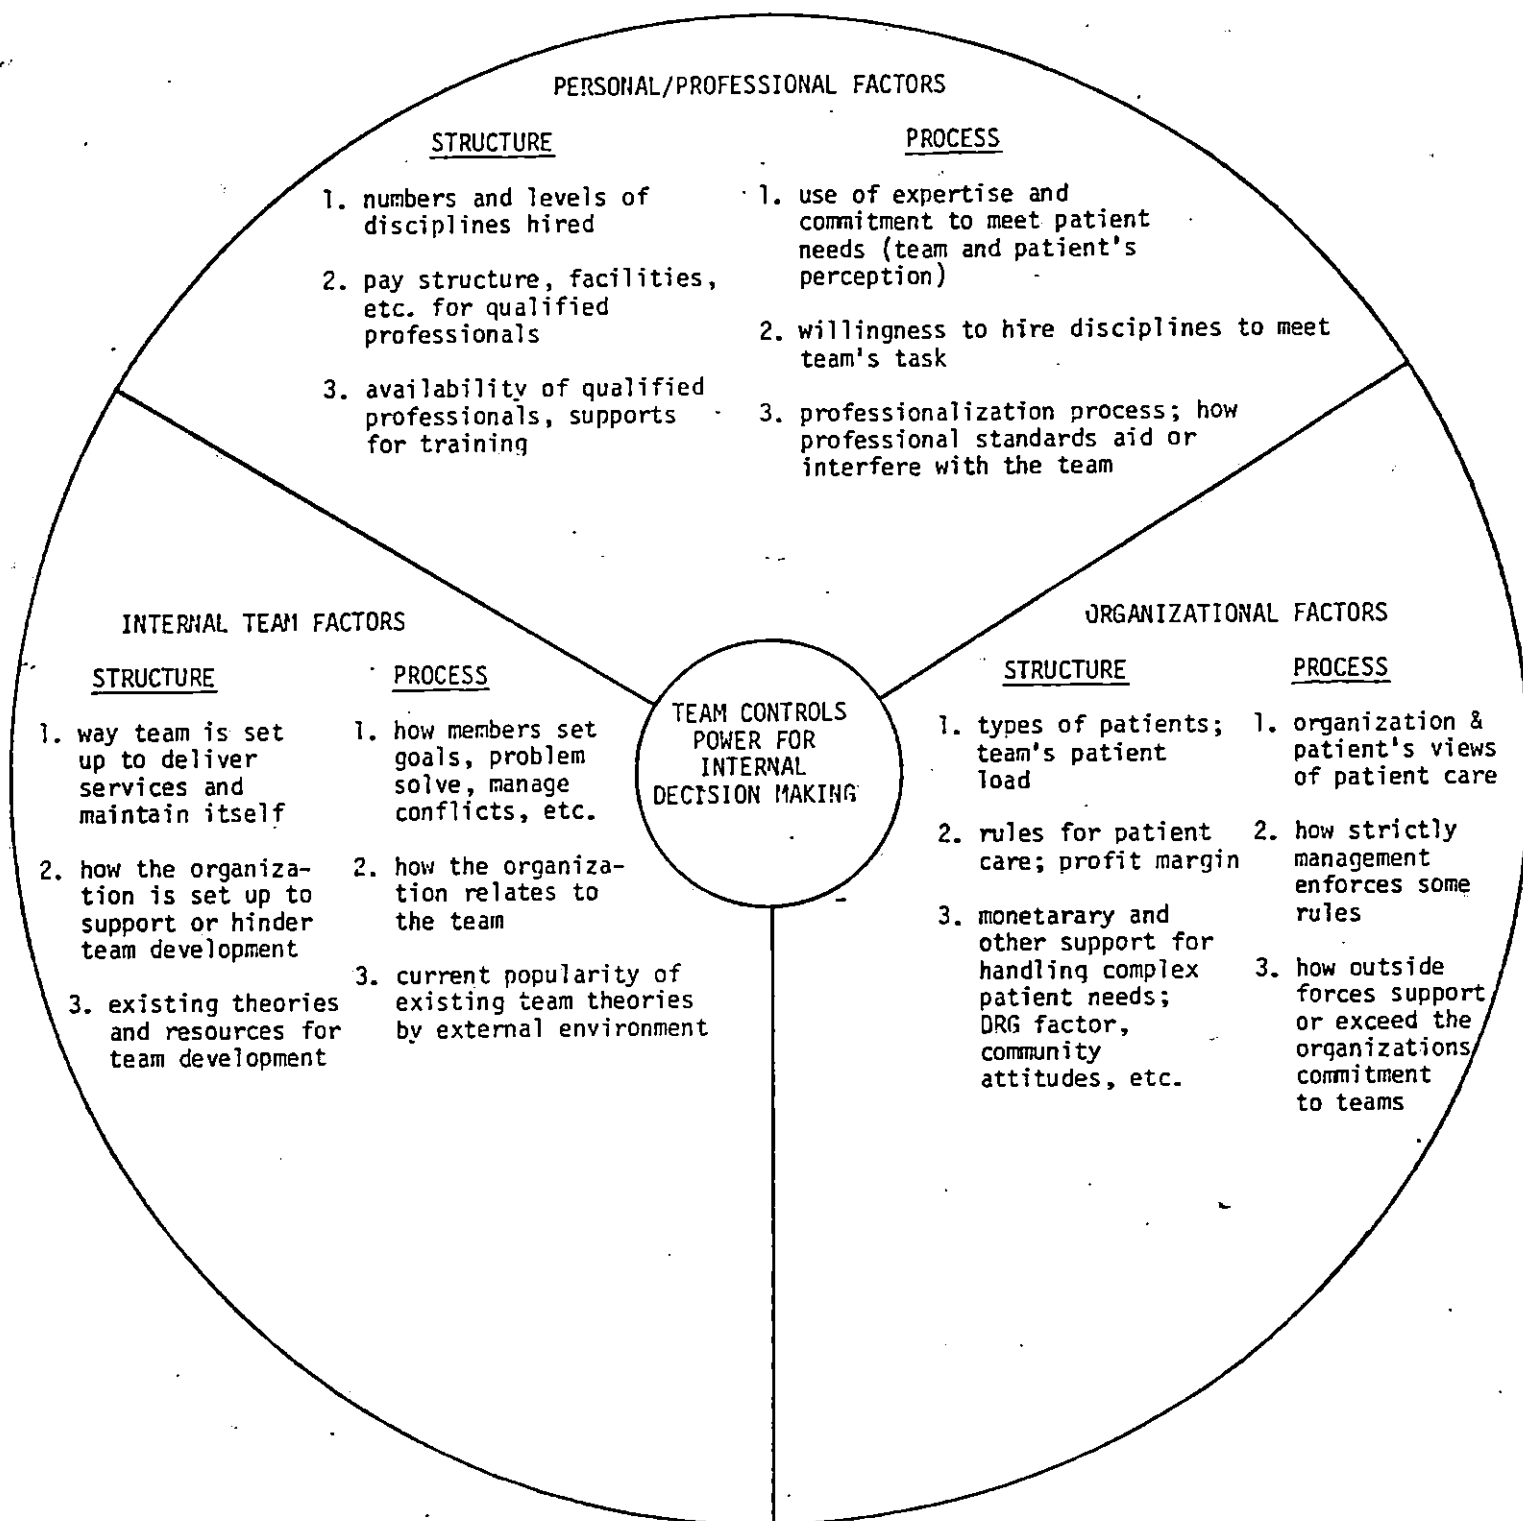 PERSONAL/PROFESSIONAL FACTORS
STRUCTURE
1. numbers and levels of
disciplines hired
2. pay structure, facilities,
etc. for qualified
professionals
3. availability of qualified
professionals, supports
for training
PROCESS
1. use of expertise and
commitment to meet patient
needs (team and patient's
perception)
2. willingness to hire disciplines to meet
team's task
3. professionalization process; how
professional standards aid or
interfere with the team
INTERNAL TEAM FACTORS
STRUCTURE
1. way team is set
up to deliver
services and
maintain itself
2. how the organiza-
tion is set up to
support or hinder
team development
3. existing theories
and resources for
team development
PROCESS
1. how members set
goals, problem
solve, manage
conflicts, etc.
2. how the organiza-
tion relates to
the team
3. current popularity of
existing team theories
by external environment
TEAM CONTROLS
POWER FOR
INTERNAL
DECISION MAKING
ORGANIZATIONAL FACTORS
STRUCTURE
1. types of patients;
team's patient
load
2. rules for patient
care; profit margin
3. monetarary and
other support for
handling complex
patient needs;
DRG factor,
community
attitudes, etc.
PROCESS
1. organization &
patient's views
of patient care
2. how strictly
management
enforces some
rules
3. how outside
forces support
or exceed the
organizations
commitment
to teams